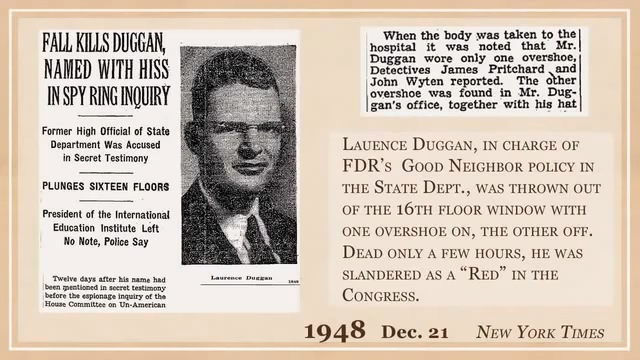 FALL KILLS DUGGAN,
NAMED WITH HISS
IN SPY RING INQUIRY
Former High Official of State
Department Was Accused
in Secret Testimony
PLUNGES SIXTEEN FLOORS
President of the International
Education Institute Left
No Note, Police Say
Twelve days after his name had
been mentioned in secret testimony
before the espionage inquiry of the
House Committee on Un-American
Laurence Duggan
1948
When the body was taken to the
hospital it was noted that Mr.
Duggan wore only one overshoe,
Detectives James Pritchard and
John Wyten reported. The other
overshoe was found in Mr. Dug-
gan's office, together with his hat
Lauence Duggan, in charge of
FDR's Good Neighbor policy in
the State Dept., was thrown out
of the 16th floor window with
one overshoe on, the other off.
Dead only a few hours, he was
slandered as a “Red” in the
Congress.
1948 Dec. 21 New York Times